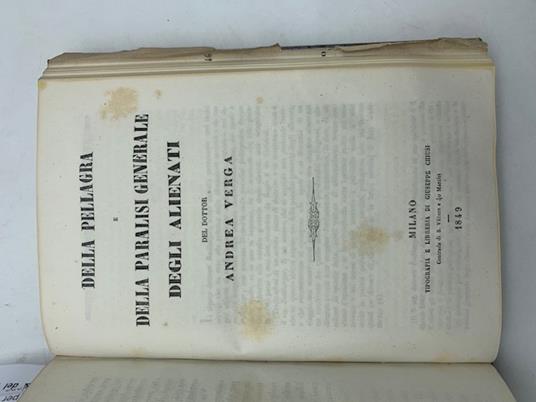 DELLA PELLAGRA
E
DELLA PARALISI GENERALE
DEGLI ALIENATI
DEL DOTTOR
ANDREA VERGA
MILANO
TIPOGRAFIA E LIBRERIA DI GIUSEPPE CHIUSI
Contrada di S. Vittore e 40 Martiri
1849